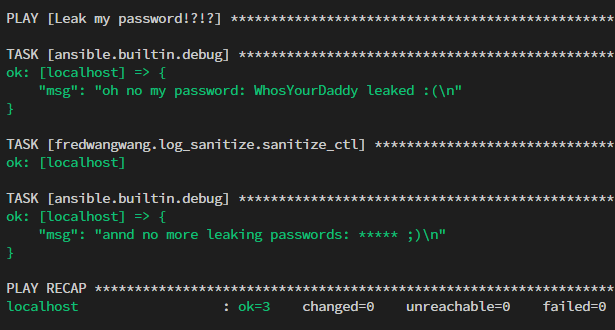 PLAY [Leak my password!?!?] ************************************************
TASK [ansible.builtin.debug] ***********************************************
ok: [localhost] => {
    "msg": "oh no my password: WhosYourDaddy leaked :(\n"
}
TASK [fredwangwang.log_sanitize.sanitize_ctl] ******************************
ok: [localhost]
TASK [ansible.builtin.debug] ***********************************************
ok: [localhost] => {
    "msg": "annd no more leaking passwords: ***** ;)\n"
}
PLAY RECAP *****************************************************************
localhost                  : ok=3    changed=0    unreachable=0    failed=0